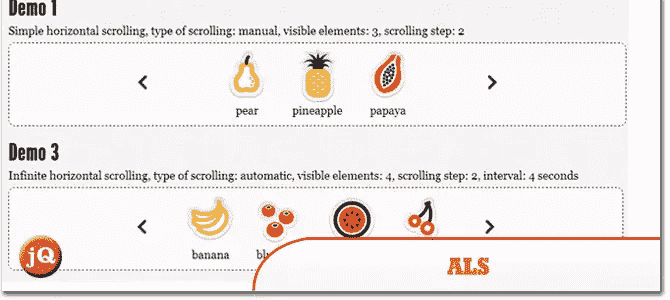 Demo 1
Simple horizontal scrolling, type of scrolling: manual, visible elements: 3, scrolling step: 2
pear pineapple papaya
Demo 3
Infinite horizontal scrolling, type of scrolling: automatic, visible elements: 4, scrolling step: 2, interval: 4 seconds
banana
jQ
ALS